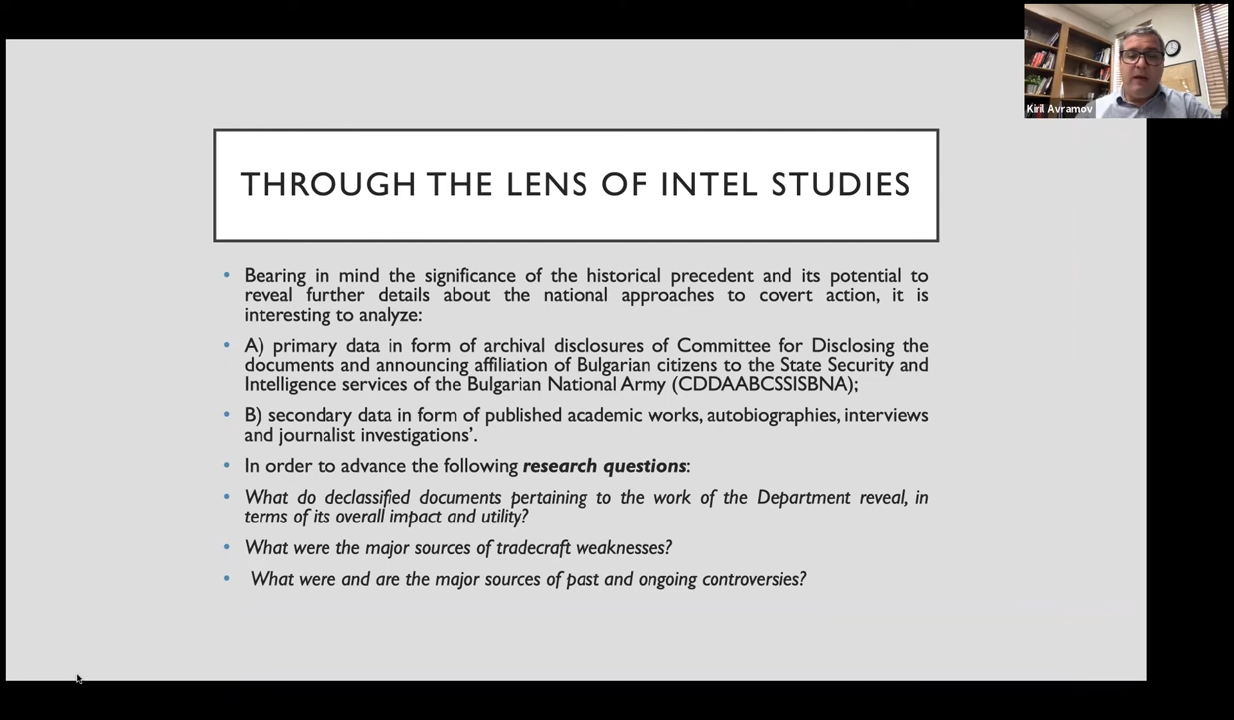 Kiril Avramov
THROUGH THE LENS OF INTEL STUDIES
• Bearing in mind the significance of the historical precedent and its potential to
reveal further details about the national approaches to covert action, it is
interesting to analyze:
• A) primary data in form of archival disclosures of Committee for Disclosing the
documents and announcing affiliation of Bulgarian citizens to the State Security and
Intelligence services of the Bulgarian National Army (CDDAABCSSISBNA);
• B) secondary data in form of published academic works, autobiographies, interviews
and journalist investigations’.
• In order to advance the following research questions:
• What do declassified documents pertaining to the work of the Department reveal, in
terms of its overall impact and utility?
• What were the major sources of tradecraft weaknesses?
• What were and are the major sources of past and ongoing controversies?